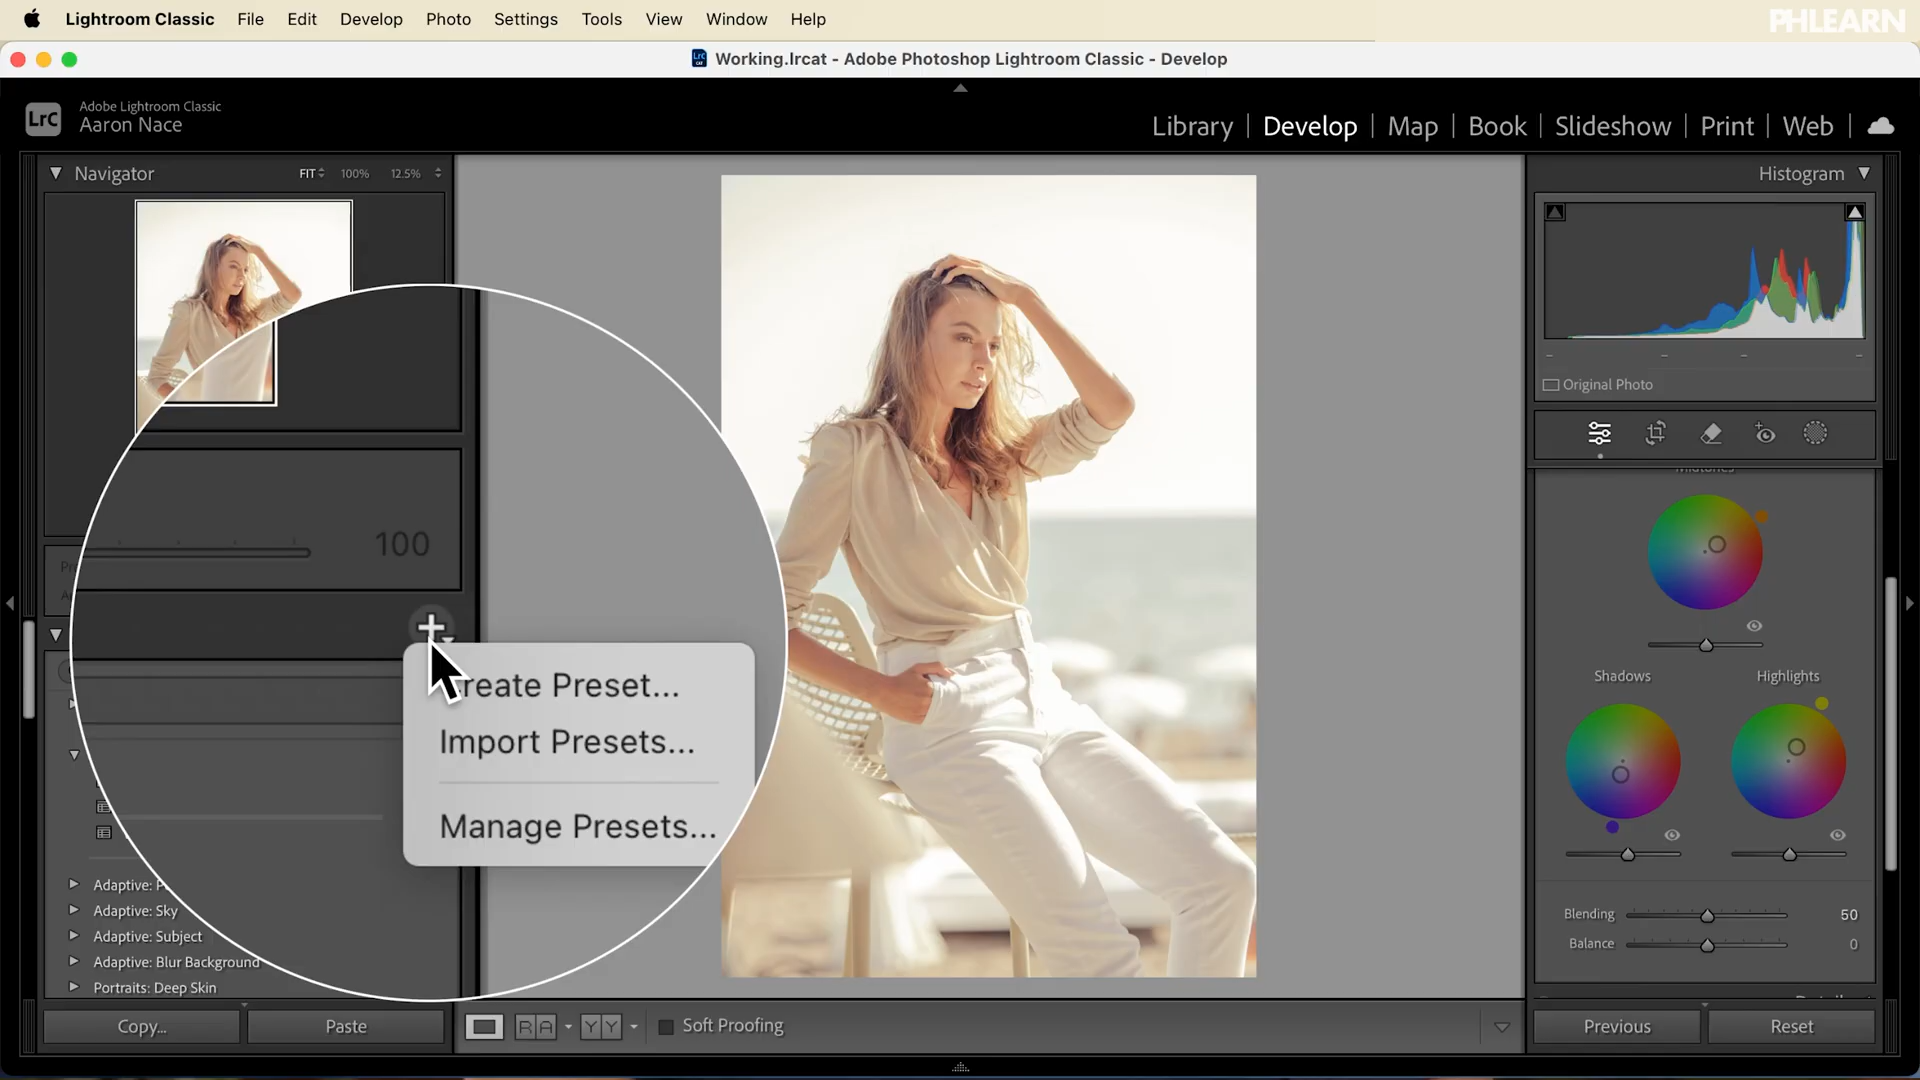 Lightroom Classic File Edit Develop Photo Settings Tools View Window Help
PHLEARN
Working.lrcat - Adobe Photoshop Lightroom Classic - Develop
LrC
Adobe Lightroom Classic
Aaron Nace
Library | Develop | Map | Book | Slideshow | Print | Web
Navigator FIT 100% 12.5%
Histogram
Original Photo
100
Create Preset...
Import Presets...
Manage Presets...
Midtones
Shadows Highlights
Adaptive:
Adaptive: Sky
Adaptive: Subject
Adaptive: Blur Background
Portraits: Deep Skin
Blending 50
Balance 0
Copy... Paste
RA YY Soft Proofing
Previous Reset